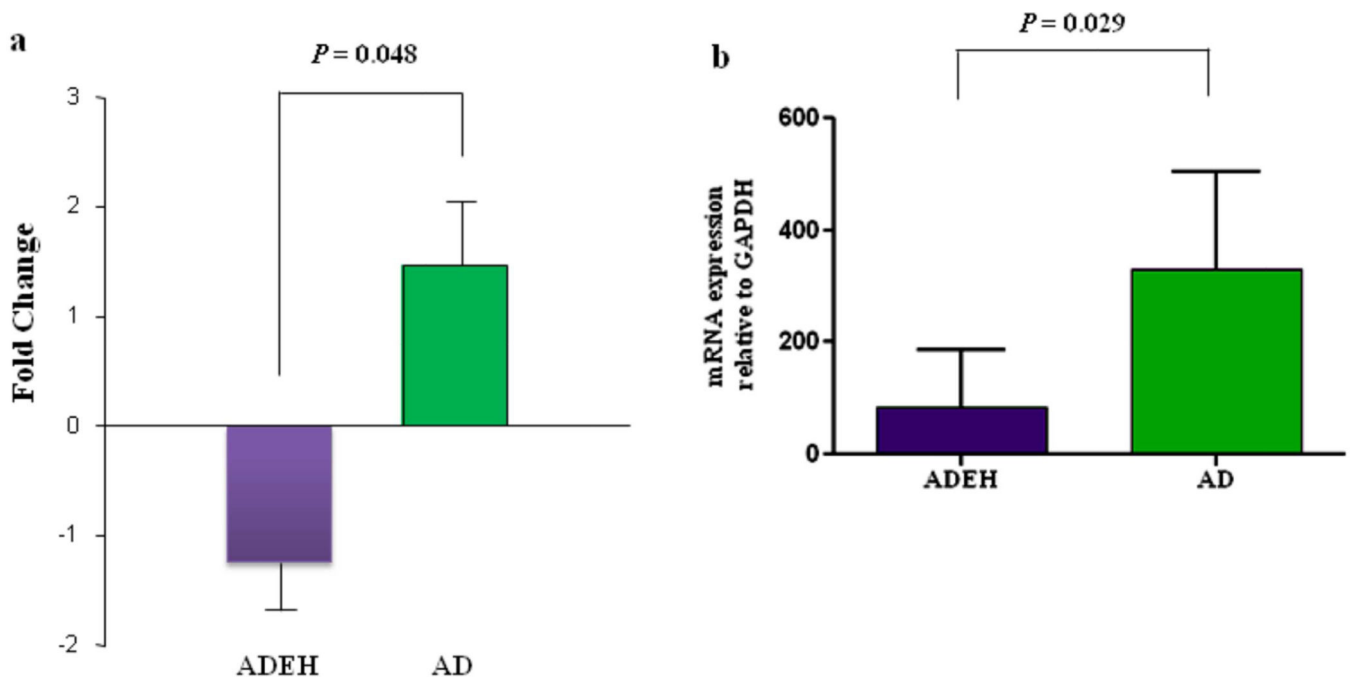 a
P = 0.048
3
2
1
0
-1
-2
Fold Change
ADEH
AD
b
P = 0.029
600
400
200
0
mRNA expression
relative to GAPDH
ADEH
AD